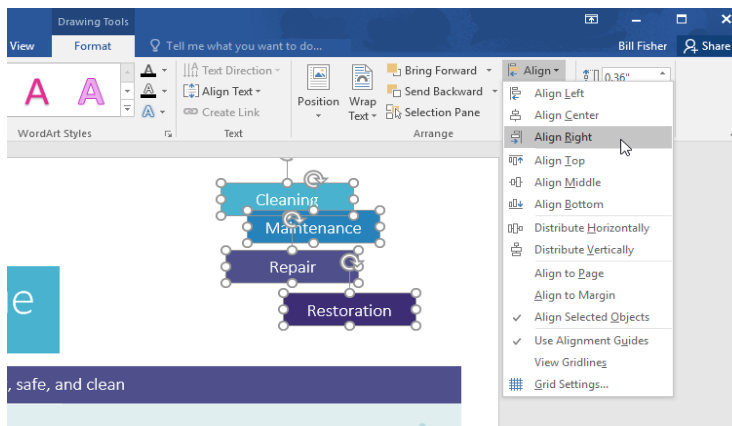 Drawing Tools
View Format Tell me what you want to do... Bill Fisher Share
A A A Text Direction Bring Forward Align 0.36"
A Align Text Position Wrap Text Send Backward
A Create Link Selection Pane
WordArt Styles Text Arrange
Align Left
Align Center
Align Right
Align Top
Align Middle
Align Bottom
Distribute Horizontally
Distribute Vertically
Align to Page
Align to Margin
Align Selected Objects
Use Alignment Guides
View Gridlines
Grid Settings...
Cleaning
Maintenance
Repair
Restoration
e
, safe, and clean